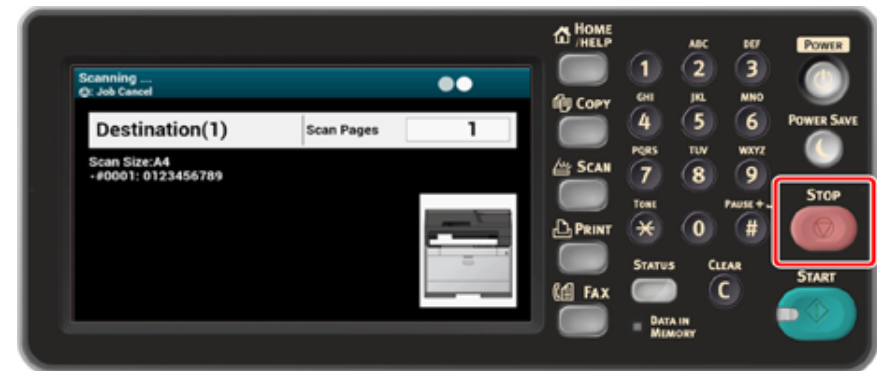 Scanning ....
: Job Cancel
Destination(1)
Scan Pages
1
Scan Size:A4
-#0001: 0123456789
HOME
/HELP
COPY
SCAN
PRINT
FAX
ABC
DEF
1
2
3
GHI
JKL
MNO
4
5
6
PQRS
TUV
WXYZ
7
8
9
TONE
PAUSE + -
0
#
STATUS
CLEAR
C
DATA IN
MEMORY
POWER
POWER SAVE
STOP
START